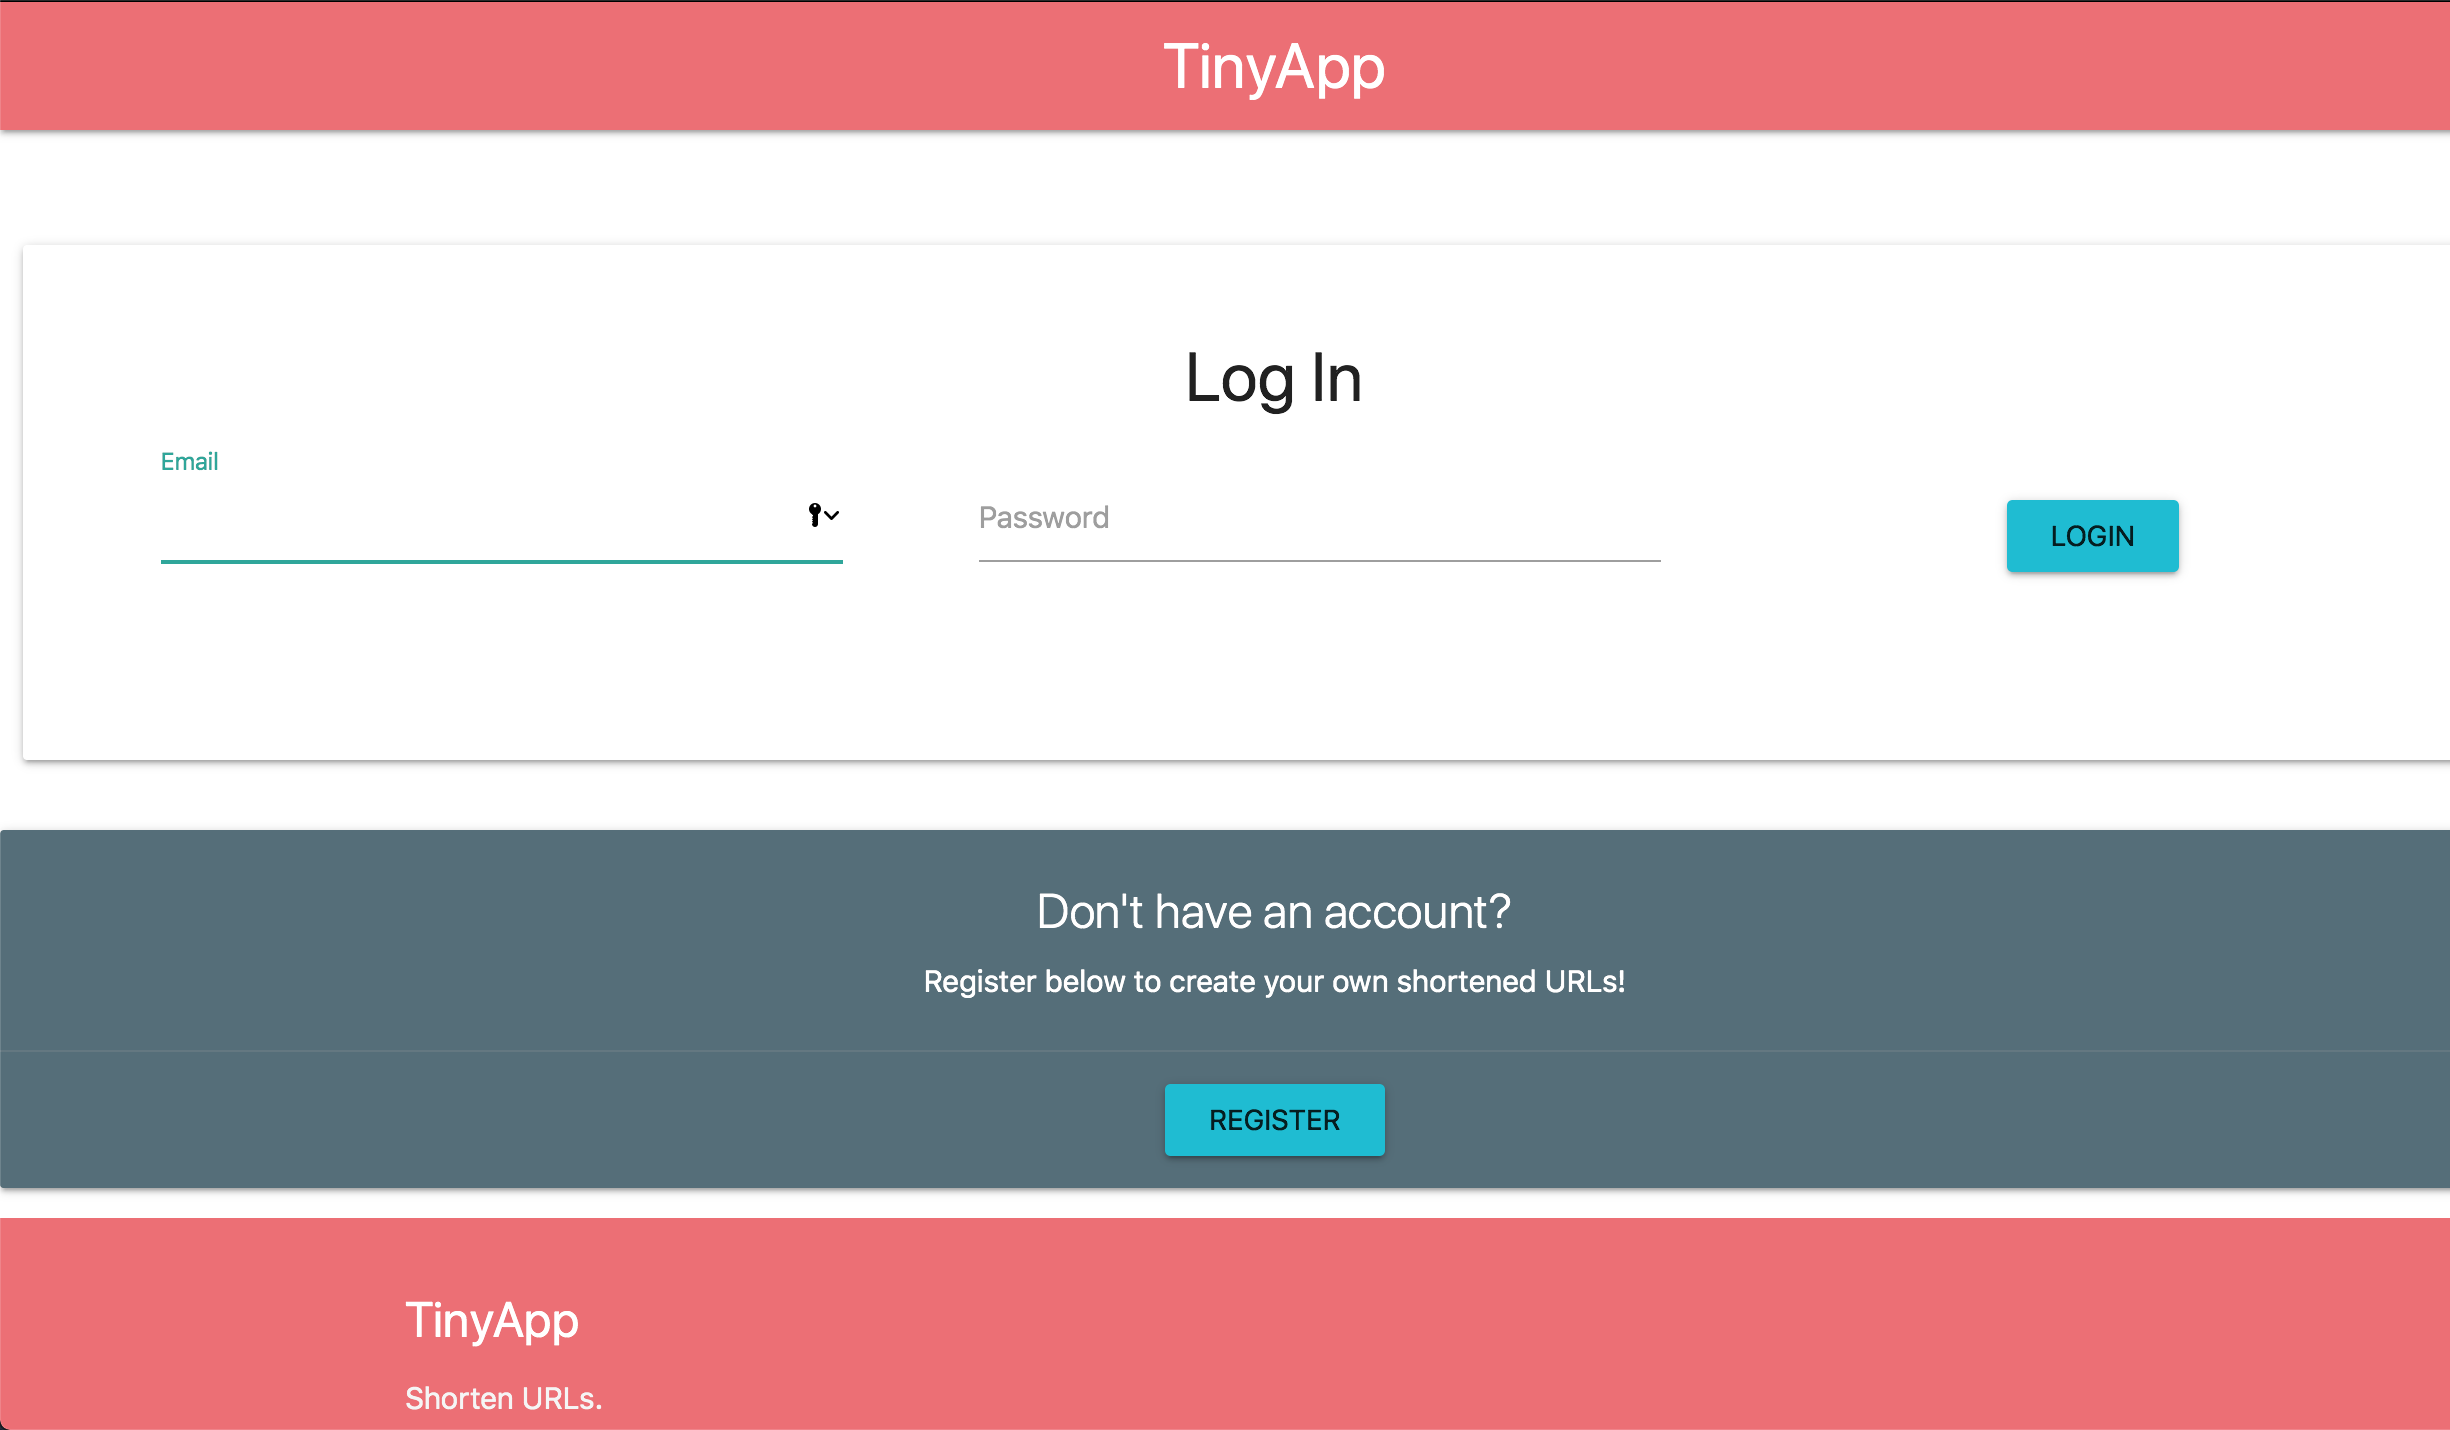 TinyApp
Log In
Email
Password
LOGIN
Don't have an account?
Register below to create your own shortened URLs!
REGISTER
TinyApp
Shorten URLs.